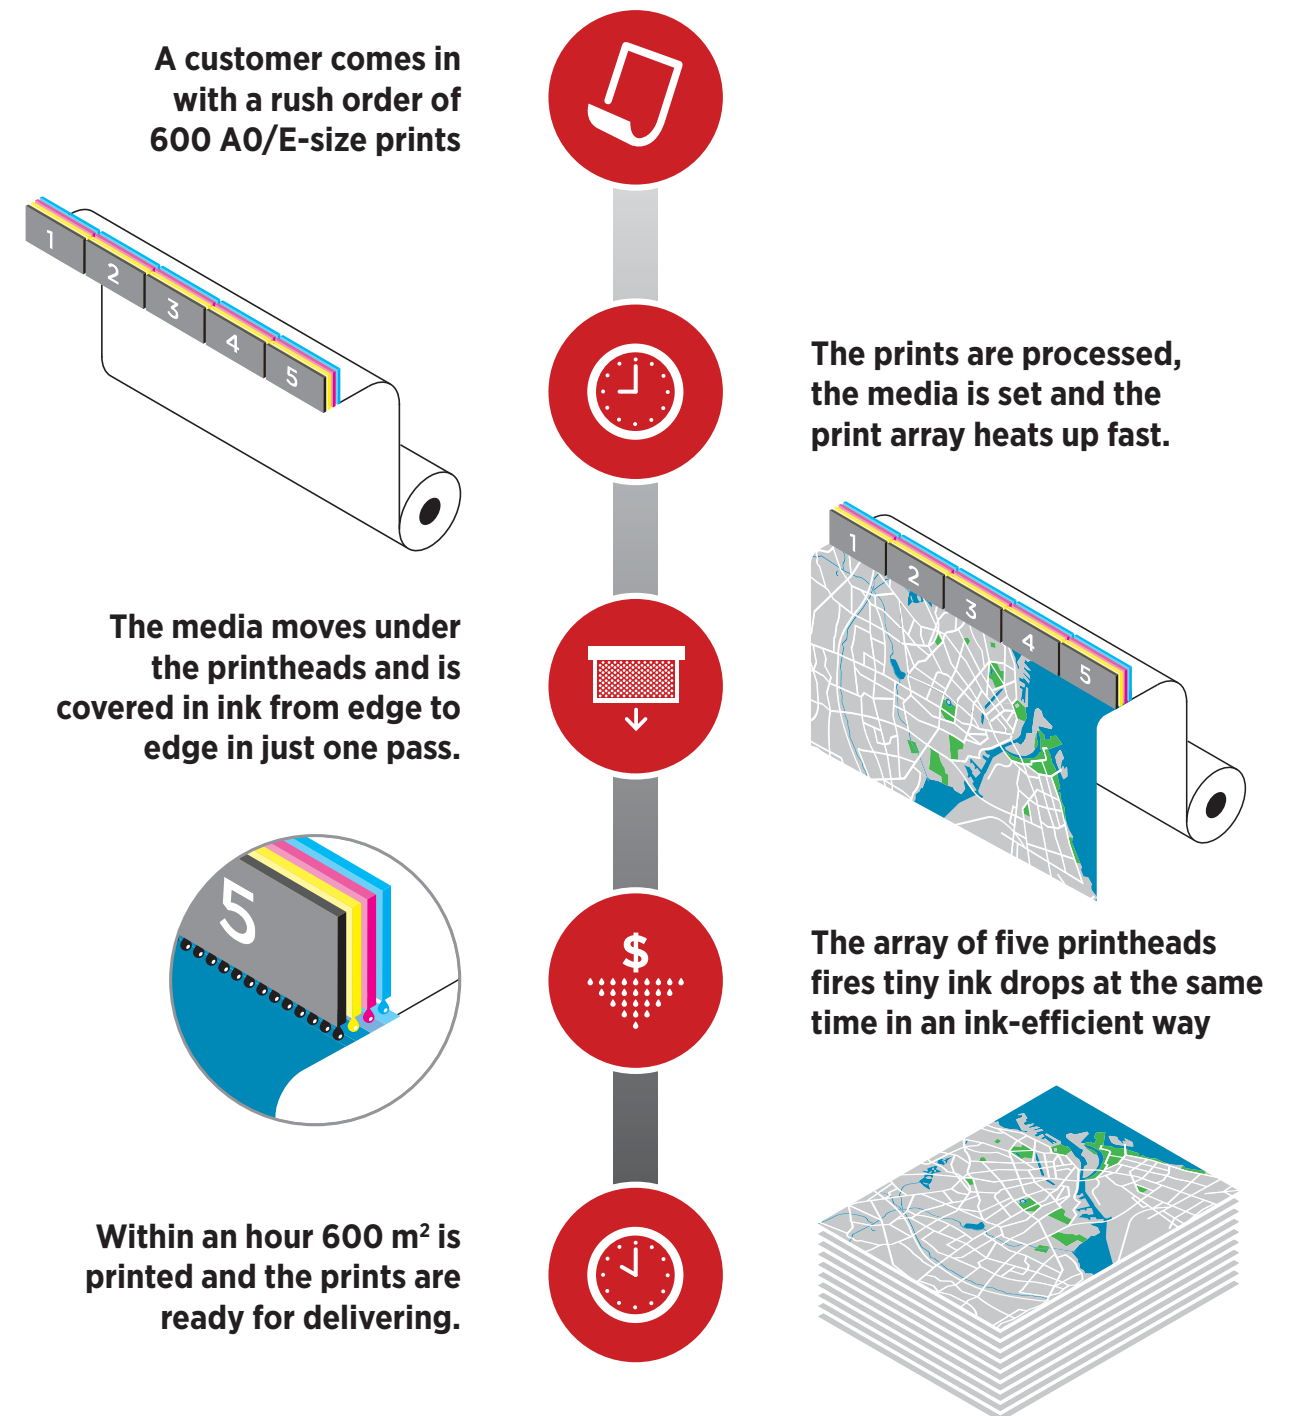 A customer comes in
with a rush order of
600 A0/E-size prints
1
2
3
4
5
The prints are processed,
the media is set and the
print array heats up fast.
1
2
3
4
5
The media moves under
the printheads and is
covered in ink from edge to
edge in just one pass.
5
$
The array of five printheads
fires tiny ink drops at the same
time in an ink-efficient way
Within an hour 600 m² is
printed and the prints are
ready for delivering.